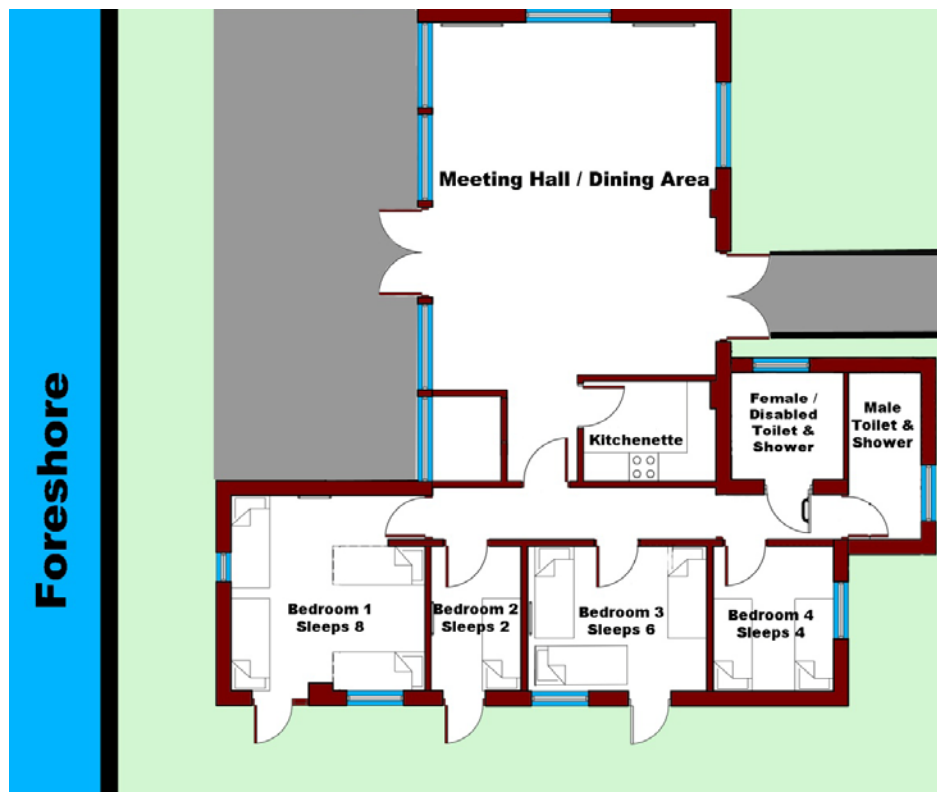 Meeting Hall / Dining Area
Foreshore
Kitchenette
Female /
Disabled
Toilet &
Shower
Male
Toilet &
Shower
Bedroom 1
Sleeps 8
Bedroom 2
Sleeps 2
Bedroom 3
Sleeps 6
Bedroom 4
Sleeps 4